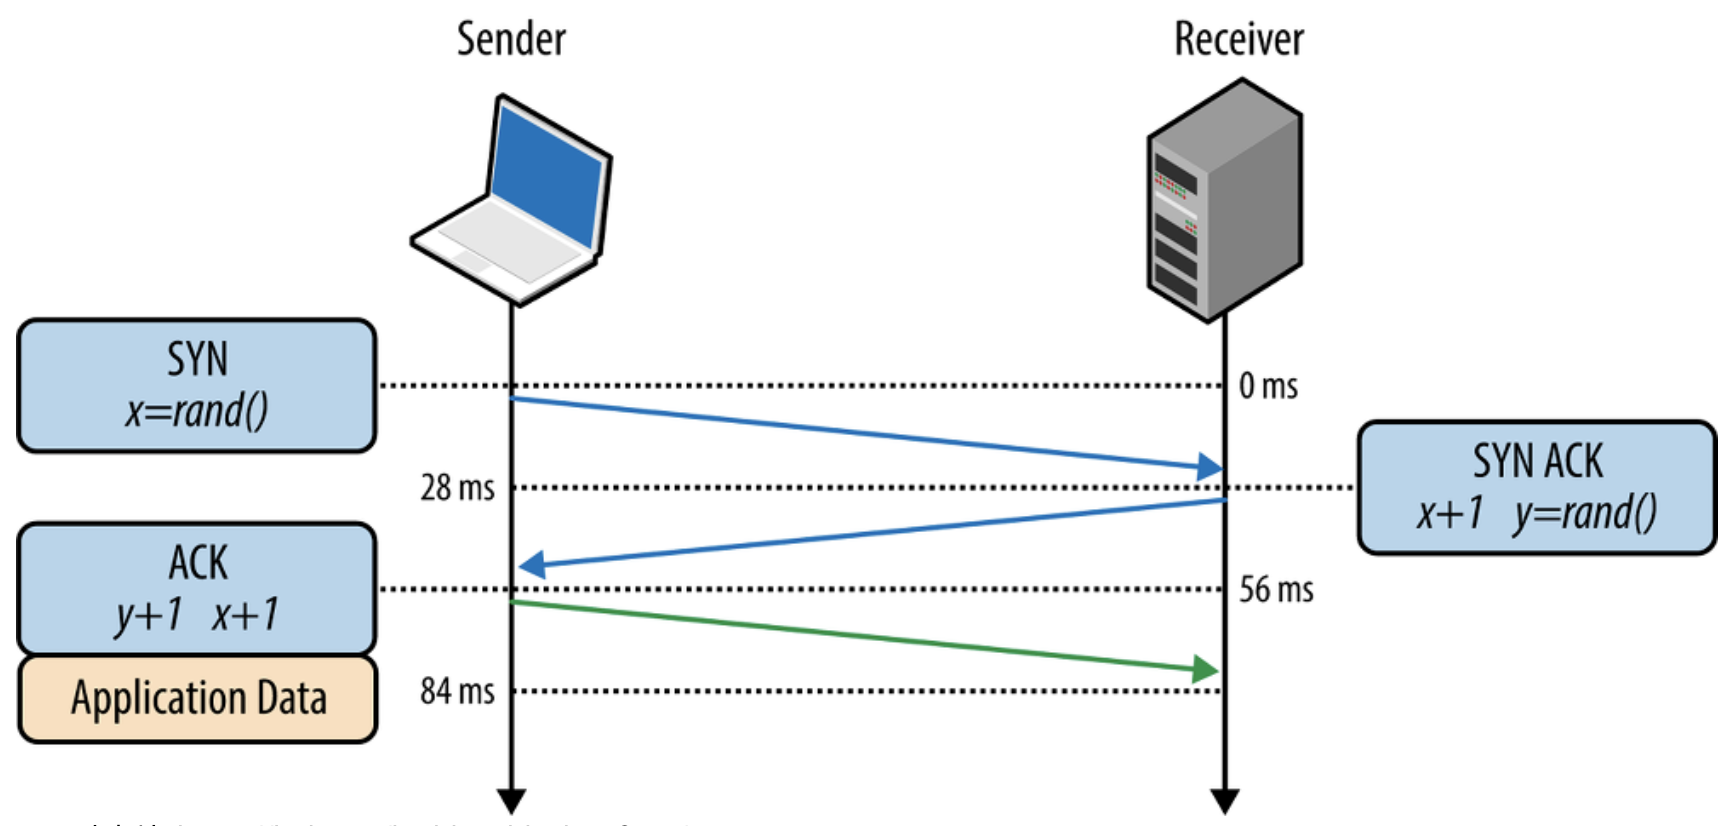 Sender
Receiver
SYN
x=rand()
0 ms
28 ms
SYN ACK
x+1 y=rand()
ACK
y+1 x+1
56 ms
Application Data
84 ms